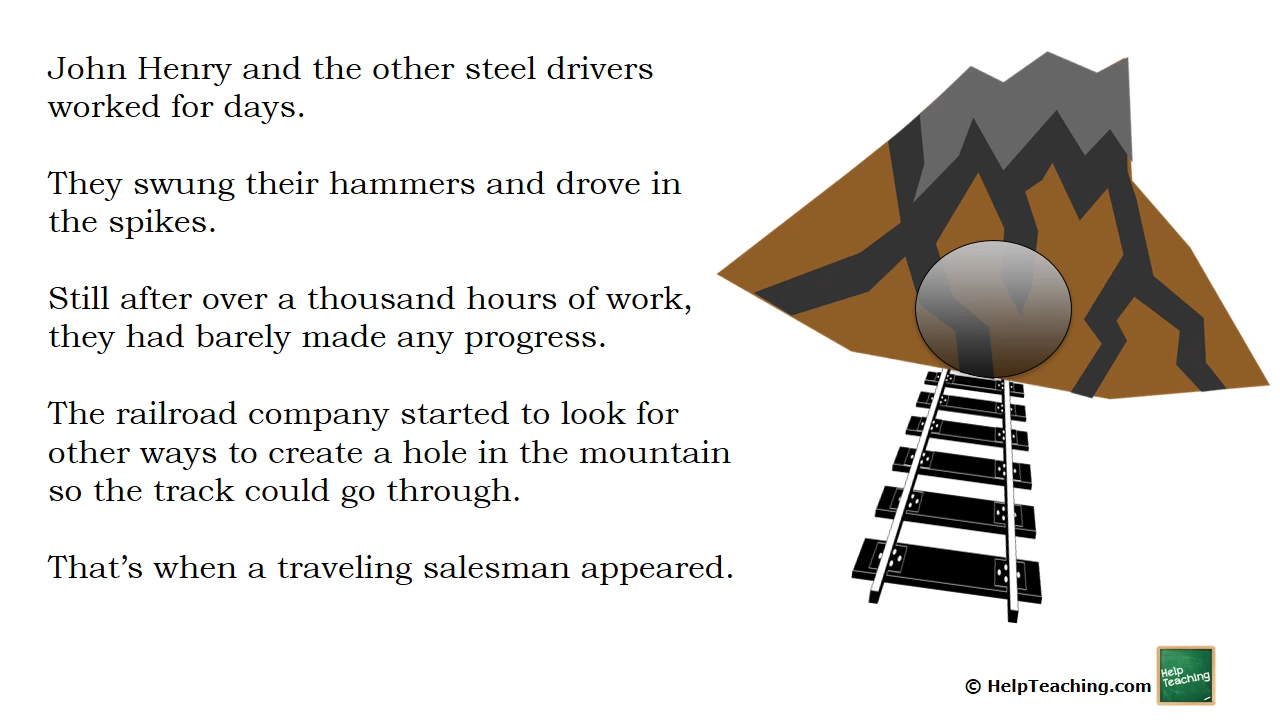 John Henry and the other steel drivers
worked for days.
They swung their hammers and drove in
the spikes.
Still after over a thousand hours of work,
they had barely made any progress.
The railroad company started to look for
other ways to create a hole in the mountain
so the track could go through.
That’s when a traveling salesman appeared.
© HelpTeaching.com
Help
Teaching